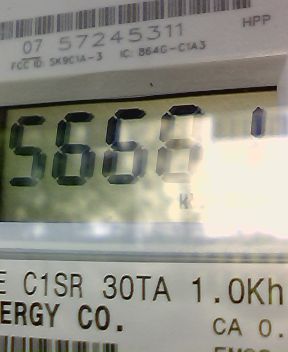 07 57245311
HPP
FCC ID: SK9C1A-3 IC: 864G-C1A3
5668
E C1SR 30TA 1.0Kh
ERGY CO.
CA 0.